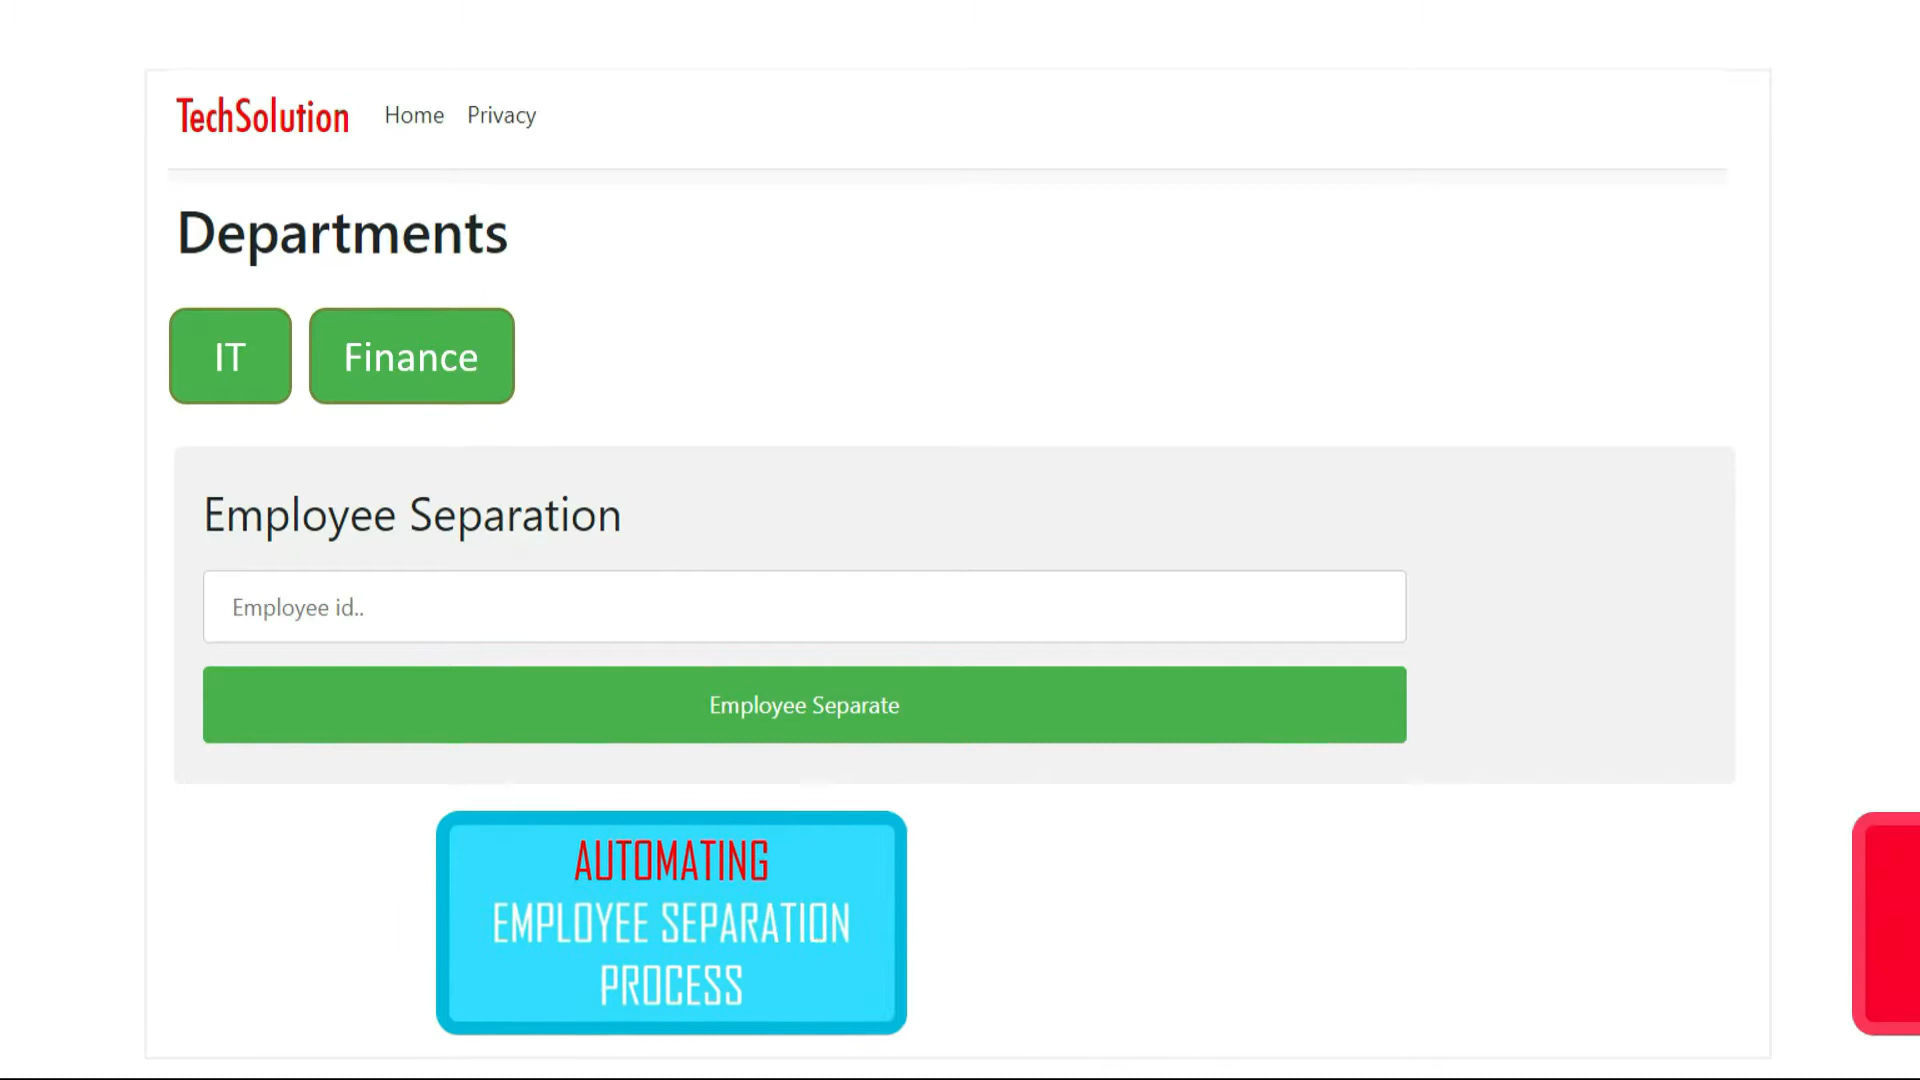 TechSolution Home Privacy
Departments
IT Finance
Employee Separation
Employee id..
Employee Separate
AUTOMATING
EMPLOYEE SEPARATION
PROCESS